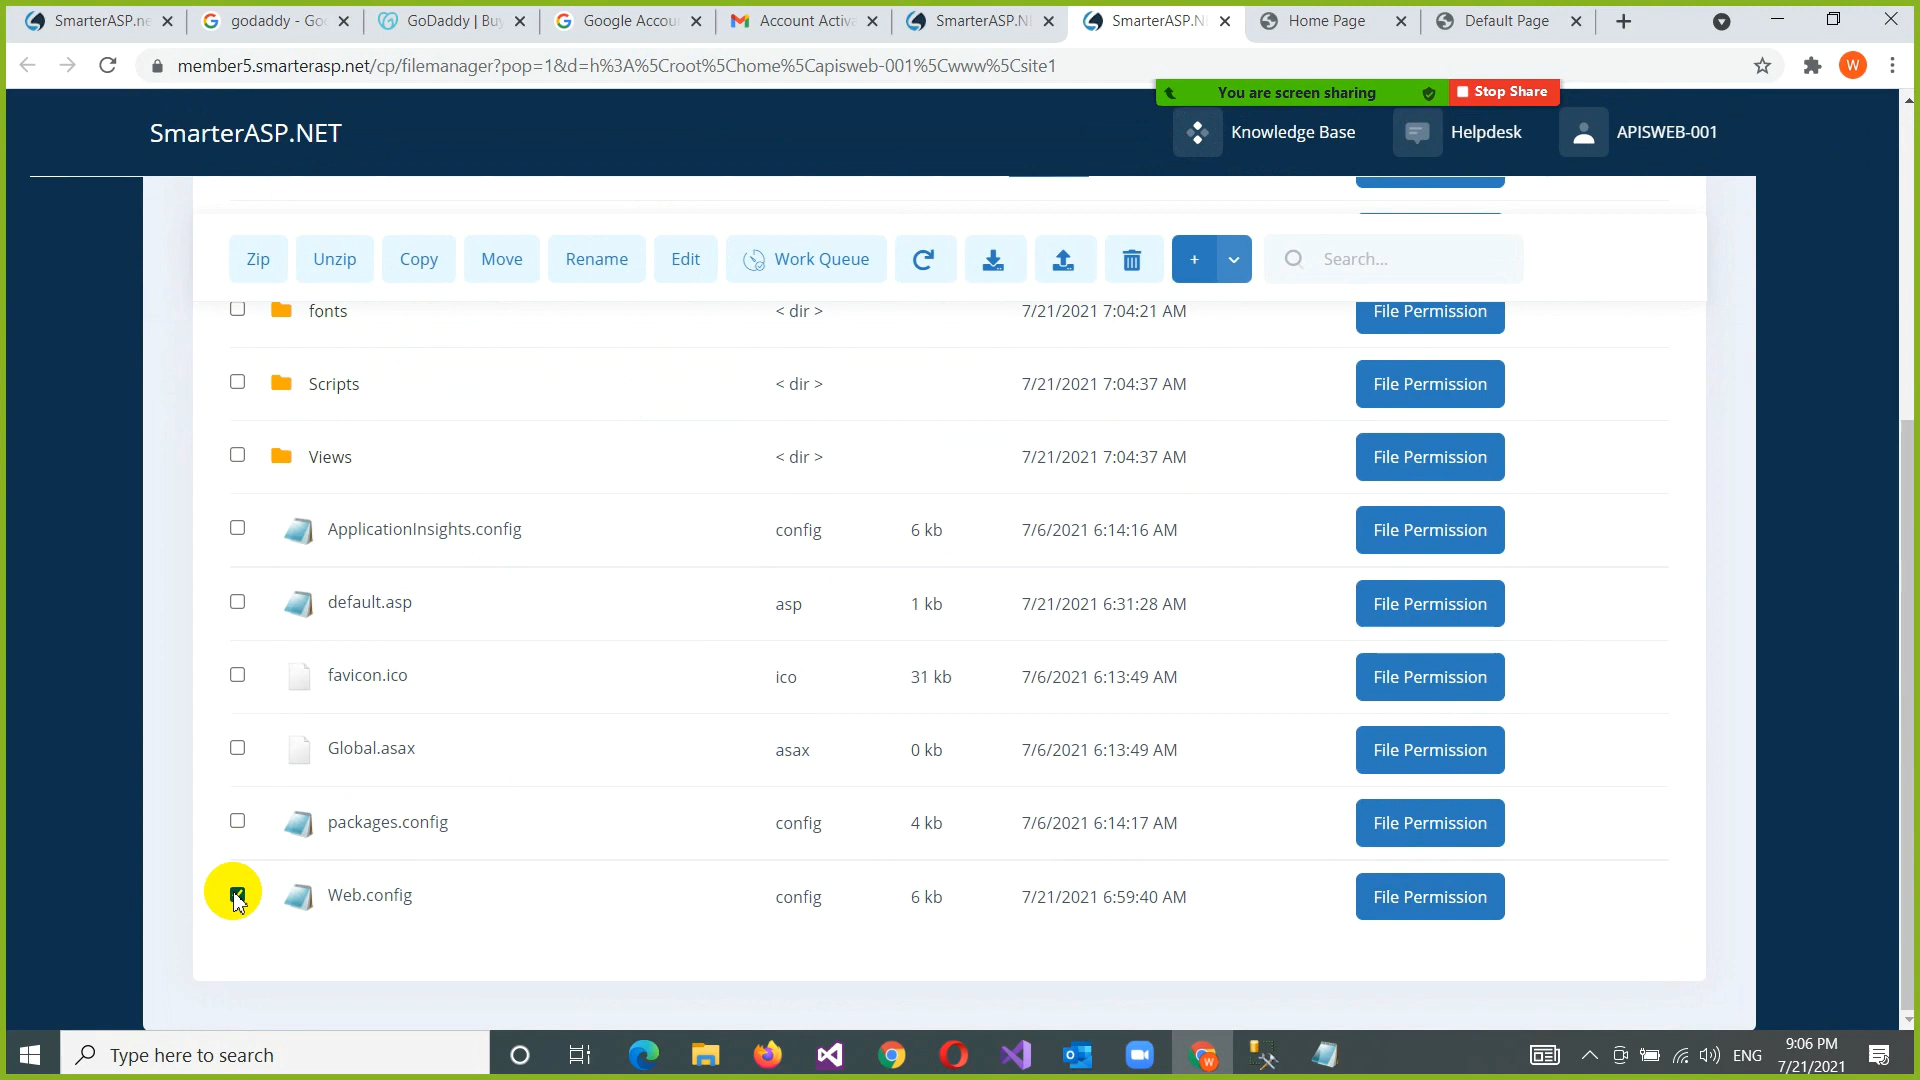 SmarterASP.ne
godaddy - Go
GoDaddy | Bu
Google Accou
Account Activa
SmarterASP.N
SmarterASP.N
Home Page
Default Page
member5.smarterasp.net/cp/filemanager?pop=1&d=h%3A%5Croot%5Chome%5Capisweb-001%5Cwww%5Csite1
W
You are screen sharing
Stop Share
SmarterASP.NET
Knowledge Base
Helpdesk
APISWEB-001
Zip
Unzip
Copy
Move
Rename
Edit
Work Queue
+
Search...
fonts < dir > 7/21/2021 7:04:21 AM File Permission
Scripts < dir > 7/21/2021 7:04:37 AM File Permission
Views < dir > 7/21/2021 7:04:37 AM File Permission
ApplicationInsights.config config 6 kb 7/6/2021 6:14:16 AM File Permission
default.asp asp 1 kb 7/21/2021 6:31:28 AM File Permission
favicon.ico ico 31 kb 7/6/2021 6:13:49 AM File Permission
Global.asax asax 0 kb 7/6/2021 6:13:49 AM File Permission
packages.config config 4 kb 7/6/2021 6:14:17 AM File Permission
Web.config config 6 kb 7/21/2021 6:59:40 AM File Permission
Type here to search
ENG
9:06 PM
7/21/2021